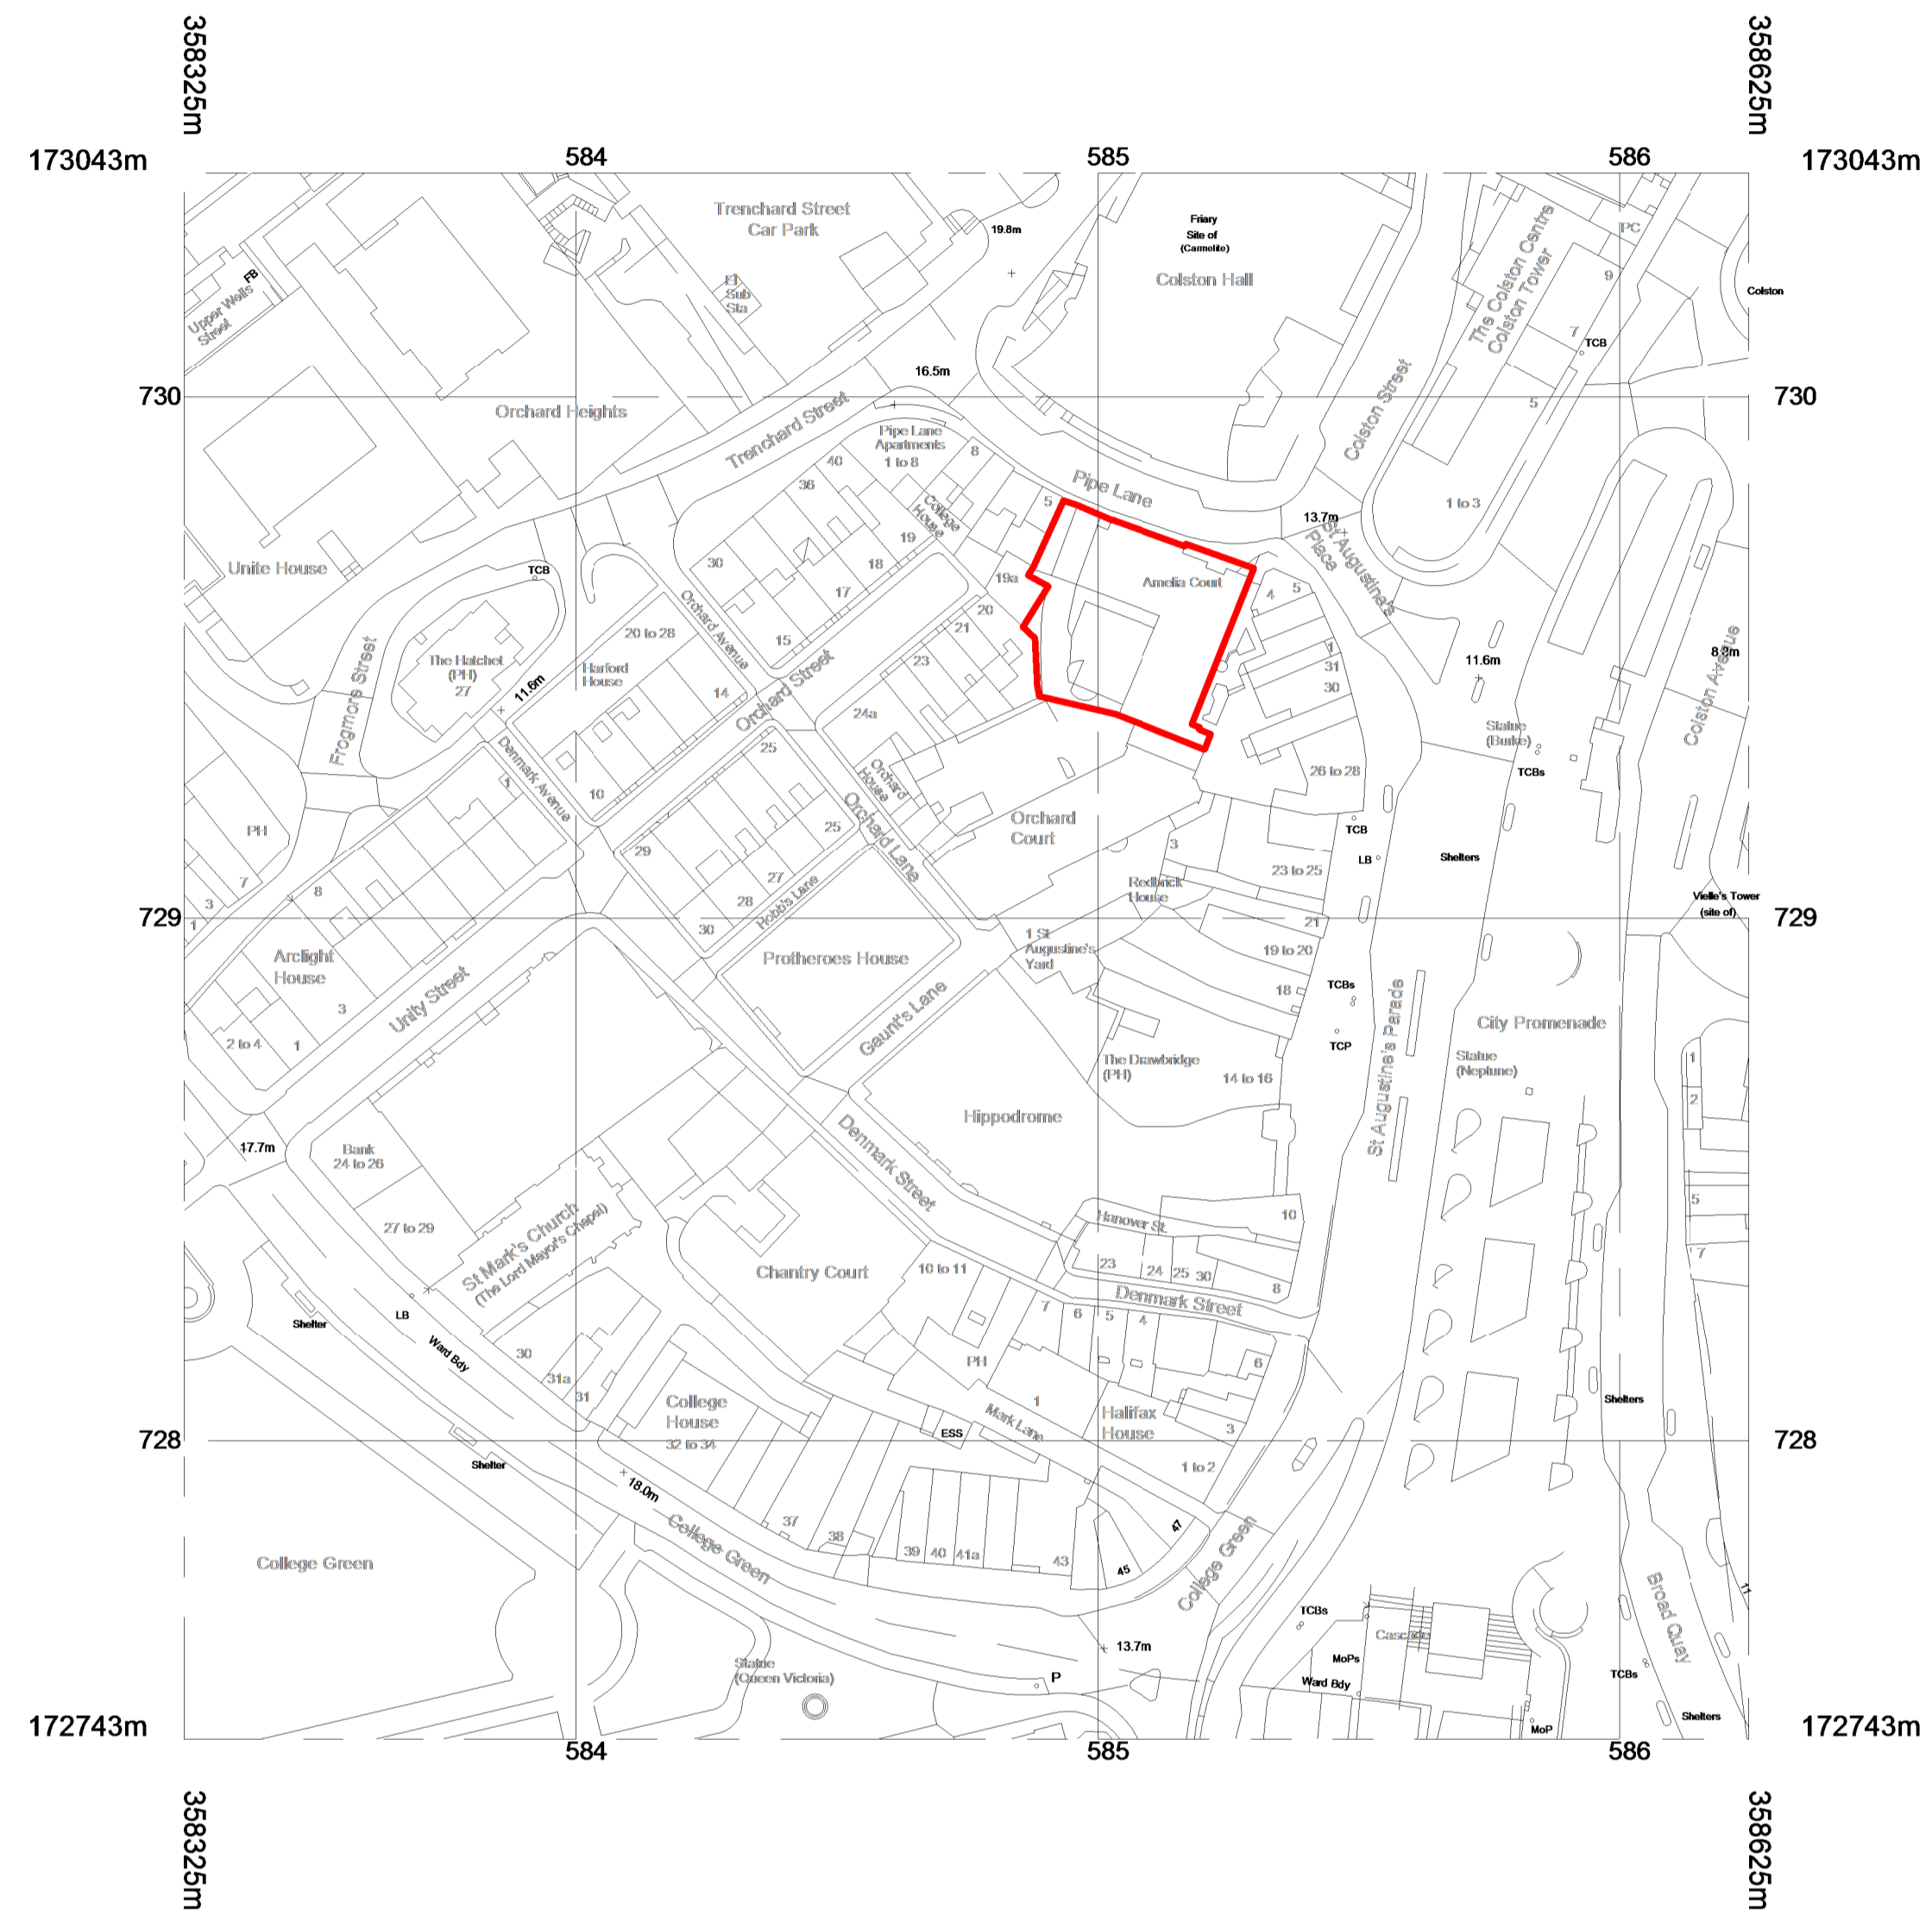 358325m
358625m
173043m
584
585
586
173043m
Trenchard Street
Car Park
19.8m
Friary
Site of
(Carmelite)
Colston Hall
The Colston Centre
Colston Tower
PC
9
7
TCB
5
Colston
FB
Upper Wells
Street
El
Sub
Sta
16.5m
730
730
Orchard Heights
Trenchard Street
Pipe Lane
Apartments
1 to 8
8
40
36
College
House
Colston Street
Pipe Lane
5
1 to 3
13.7m
St Augustine's
Place
Unite House
TCB
30
19
18
17
15
19a
20
21
23
24a
Amelia Court
4
5
1
31
30
26 to 28
11.6m
8.8m
Colston Avenue
Frogmore Street
The Hatchet
(PH)
27
11.6m
20 to 28
Harford
House
14
10
Orchard Avenue
Orchard Street
Statue
(Burke)
TCBs
Denmark Avenue
1
25
Orchard
House
Orchard Lane
Orchard
Court
PH
7
3
1
8
29
25
27
28
30
Hobb's Lane
TCB
LB
Shelters
3
23 to 25
Redbrick
House
21
Vielle's Tower
(site of)
729
729
Arclight
House
3
2 to 4
1
Unity Street
Protheroes House
Gaunt's Lane
1 St
Augustine's
Yard
19 to 20
18
TCBs
TCP
St Augustine's Parade
City Promenade
Statue
(Neptune)
The Drawbridge
(PH)
14 to 16
1
2
5
7
17.7m
Bank
24 to 26
27 to 29
St Mark's Church
(The Lord Mayor's Chapel)
Hippodrome
Denmark Street
Hanover St.
10
Chantry Court
10 to 11
23
24
25
30
8
Denmark Street
7
6
5
4
6
Shelter
LB
Ward Bdy
30
31a
31
PH
1
Mark Lane
College
House
32 to 34
ESS
Halifax
House
3
1 to 2
Shelters
728
728
Shelter
18.0m
College Green
37
38
39
40
41a
43
45
47
College Green
College Green
TCBs
Cascade
MoPs
Ward Bdy
MoP
Broad Quay
11
TCBs
Shelters
13.7m
P
Statue
(Queen Victoria)
172743m
584
585
586
172743m
358325m
358625m